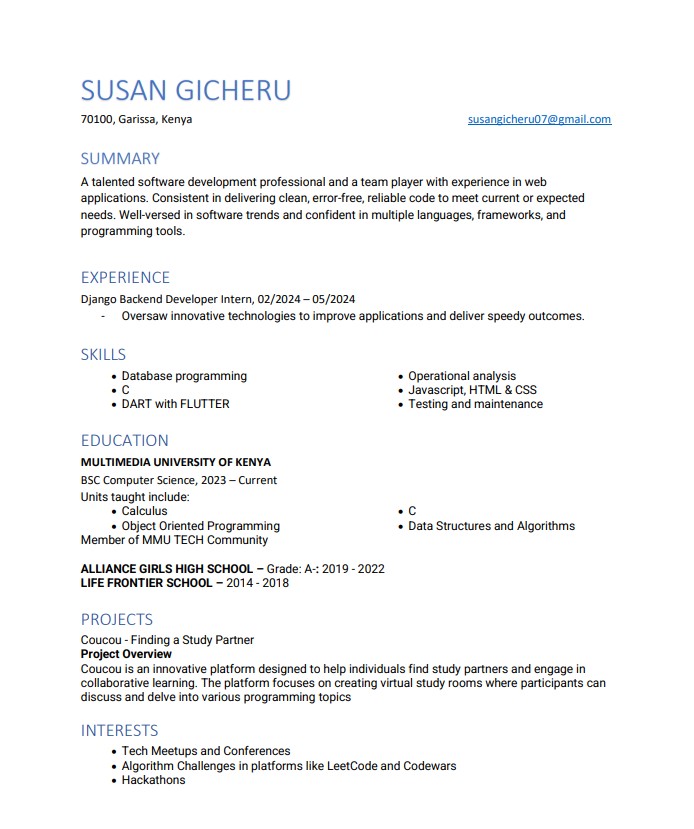 SUSAN GICHERU
70100, Garissa, Kenya susangicheru07@gmail.com
SUMMARY
A talented software development professional and a team player with experience in web
applications. Consistent in delivering clean, error-free, reliable code to meet current or expected
needs. Well-versed in software trends and confident in multiple languages, frameworks, and
programming tools.
EXPERIENCE
Django Backend Developer Intern, 02/2024 – 05/2024
- Oversaw innovative technologies to improve applications and deliver speedy outcomes.
SKILLS
• Database programming
• C
• DART with FLUTTER
• Operational analysis
• Javascript, HTML & CSS
• Testing and maintenance
EDUCATION
MULTIMEDIA UNIVERSITY OF KENYA
BSC Computer Science, 2023 – Current
Units taught include:
• Calculus
• Object Oriented Programming
• C
• Data Structures and Algorithms
Member of MMU TECH Community
ALLIANCE GIRLS HIGH SCHOOL – Grade: A-: 2019 - 2022
LIFE FRONTIER SCHOOL – 2014 - 2018
PROJECTS
Coucou - Finding a Study Partner
Project Overview
Coucou is an innovative platform designed to help individuals find study partners and engage in
collaborative learning. The platform focuses on creating virtual study rooms where participants can
discuss and delve into various programming topics
INTERESTS
• Tech Meetups and Conferences
• Algorithm Challenges in platforms like LeetCode and Codewars
• Hackathons